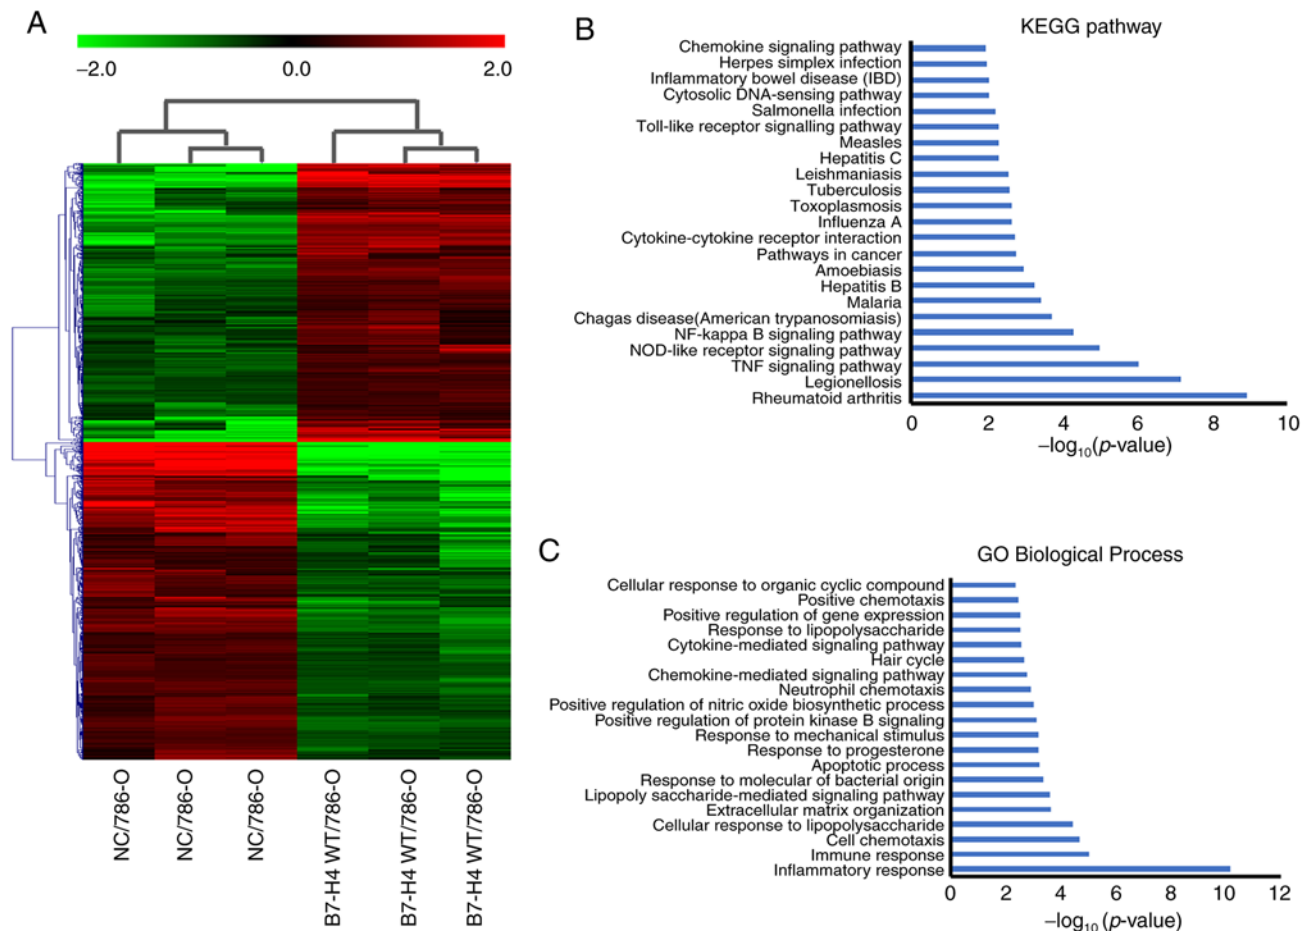 A
−2.0 0.0 2.0
NC/786-O
NC/786-O
NC/786-O
B7-H4 WT/786-O
B7-H4 WT/786-O
B7-H4 WT/786-O
B
KEGG pathway
Chemokine signaling pathway
Herpes simplex infection
Inflammatory bowel disease (IBD)
Cytosolic DNA-sensing pathway
Salmonella infection
Toll-like receptor signalling pathway
Measles
Hepatitis C
Leishmaniasis
Tuberculosis
Toxoplasmosis
Influenza A
Cytokine-cytokine receptor interaction
Pathways in cancer
Amoebiasis
Hepatitis B
Malaria
Chagas disease(American trypanosomiasis)
NF-kappa B signaling pathway
NOD-like receptor signaling pathway
TNF signaling pathway
Legionellosis
Rheumatoid arthritis
0 2 4 6 8 10
−log10(p-value)
C
GO Biological Process
Cellular response to organic cyclic compound
Positive chemotaxis
Positive regulation of gene expression
Response to lipopolysaccharide
Cytokine-mediated signaling pathway
Hair cycle
Chemokine-mediated signaling pathway
Neutrophil chemotaxis
Positive regulation of nitric oxide biosynthetic process
Positive regulation of protein kinase B signaling
Response to mechanical stimulus
Response to progesterone
Apoptotic process
Response to molecular of bacterial origin
Lipopoly saccharide-mediated signaling pathway
Extracellular matrix organization
Cellular response to lipopolysaccharide
Cell chemotaxis
Immune response
Inflammatory response
0 2 4 6 8 10 12
−log10 (p-value)